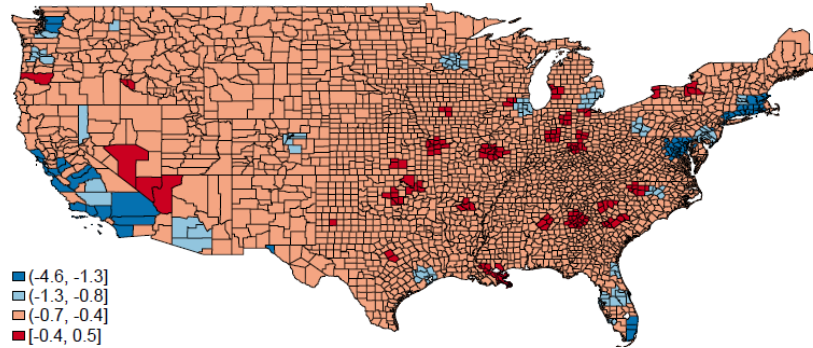 (-4.6, -1.3]
(-1.3, -0.8]
(-0.7, -0.4]
[-0.4, 0.5]